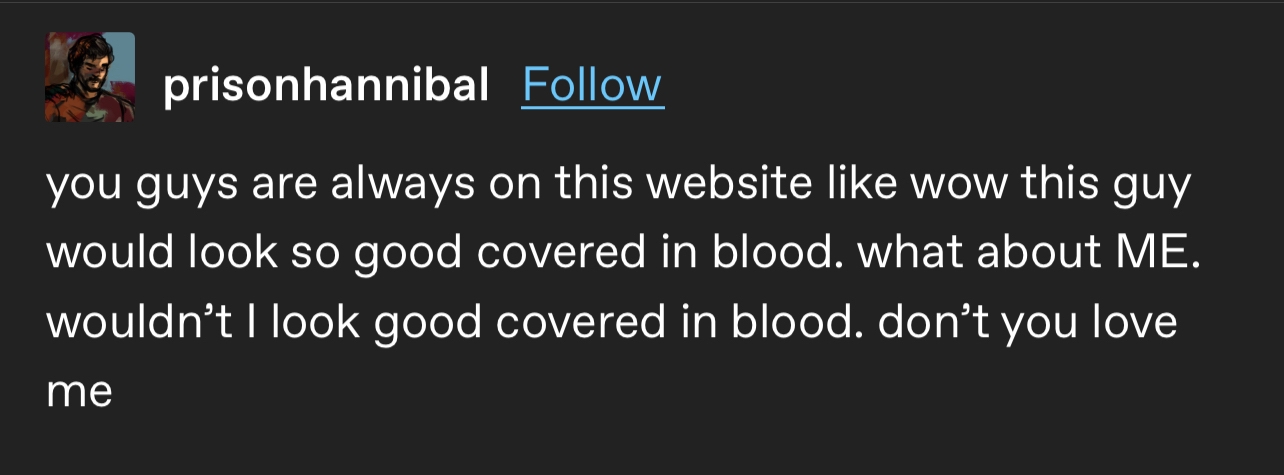 prisonhannibal Follow
you guys are always on this website like wow this guy
would look so good covered in blood. what about ME.
wouldn’t I look good covered in blood. don’t you love
me